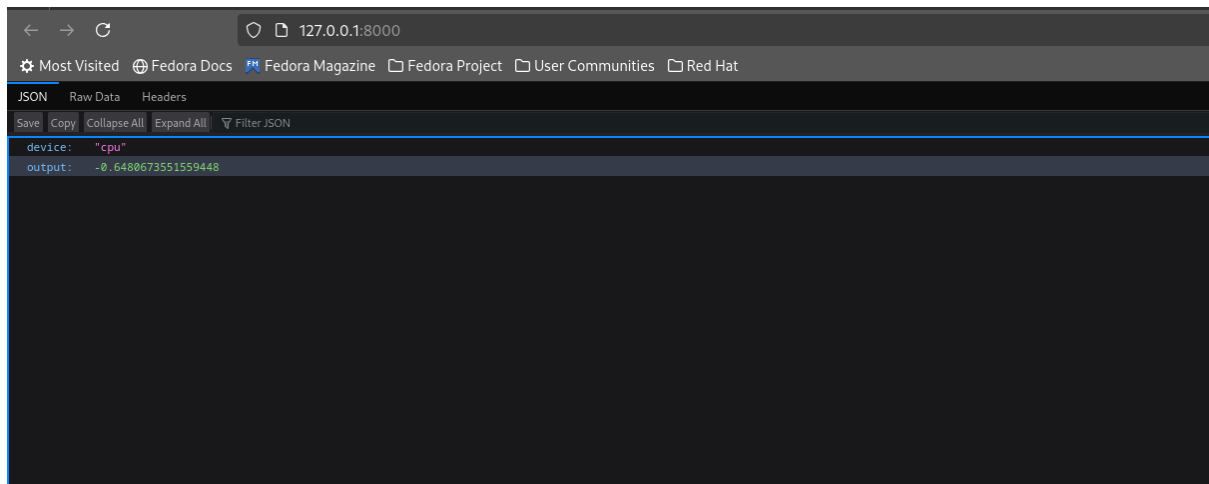 127.0.0.1:8000
Most Visited Fedora Docs FM Fedora Magazine Fedora Project User Communities Red Hat
JSON Raw Data Headers
Save Copy Collapse All Expand All Filter JSON
device: "cpu"
output: -0.6480673551559448